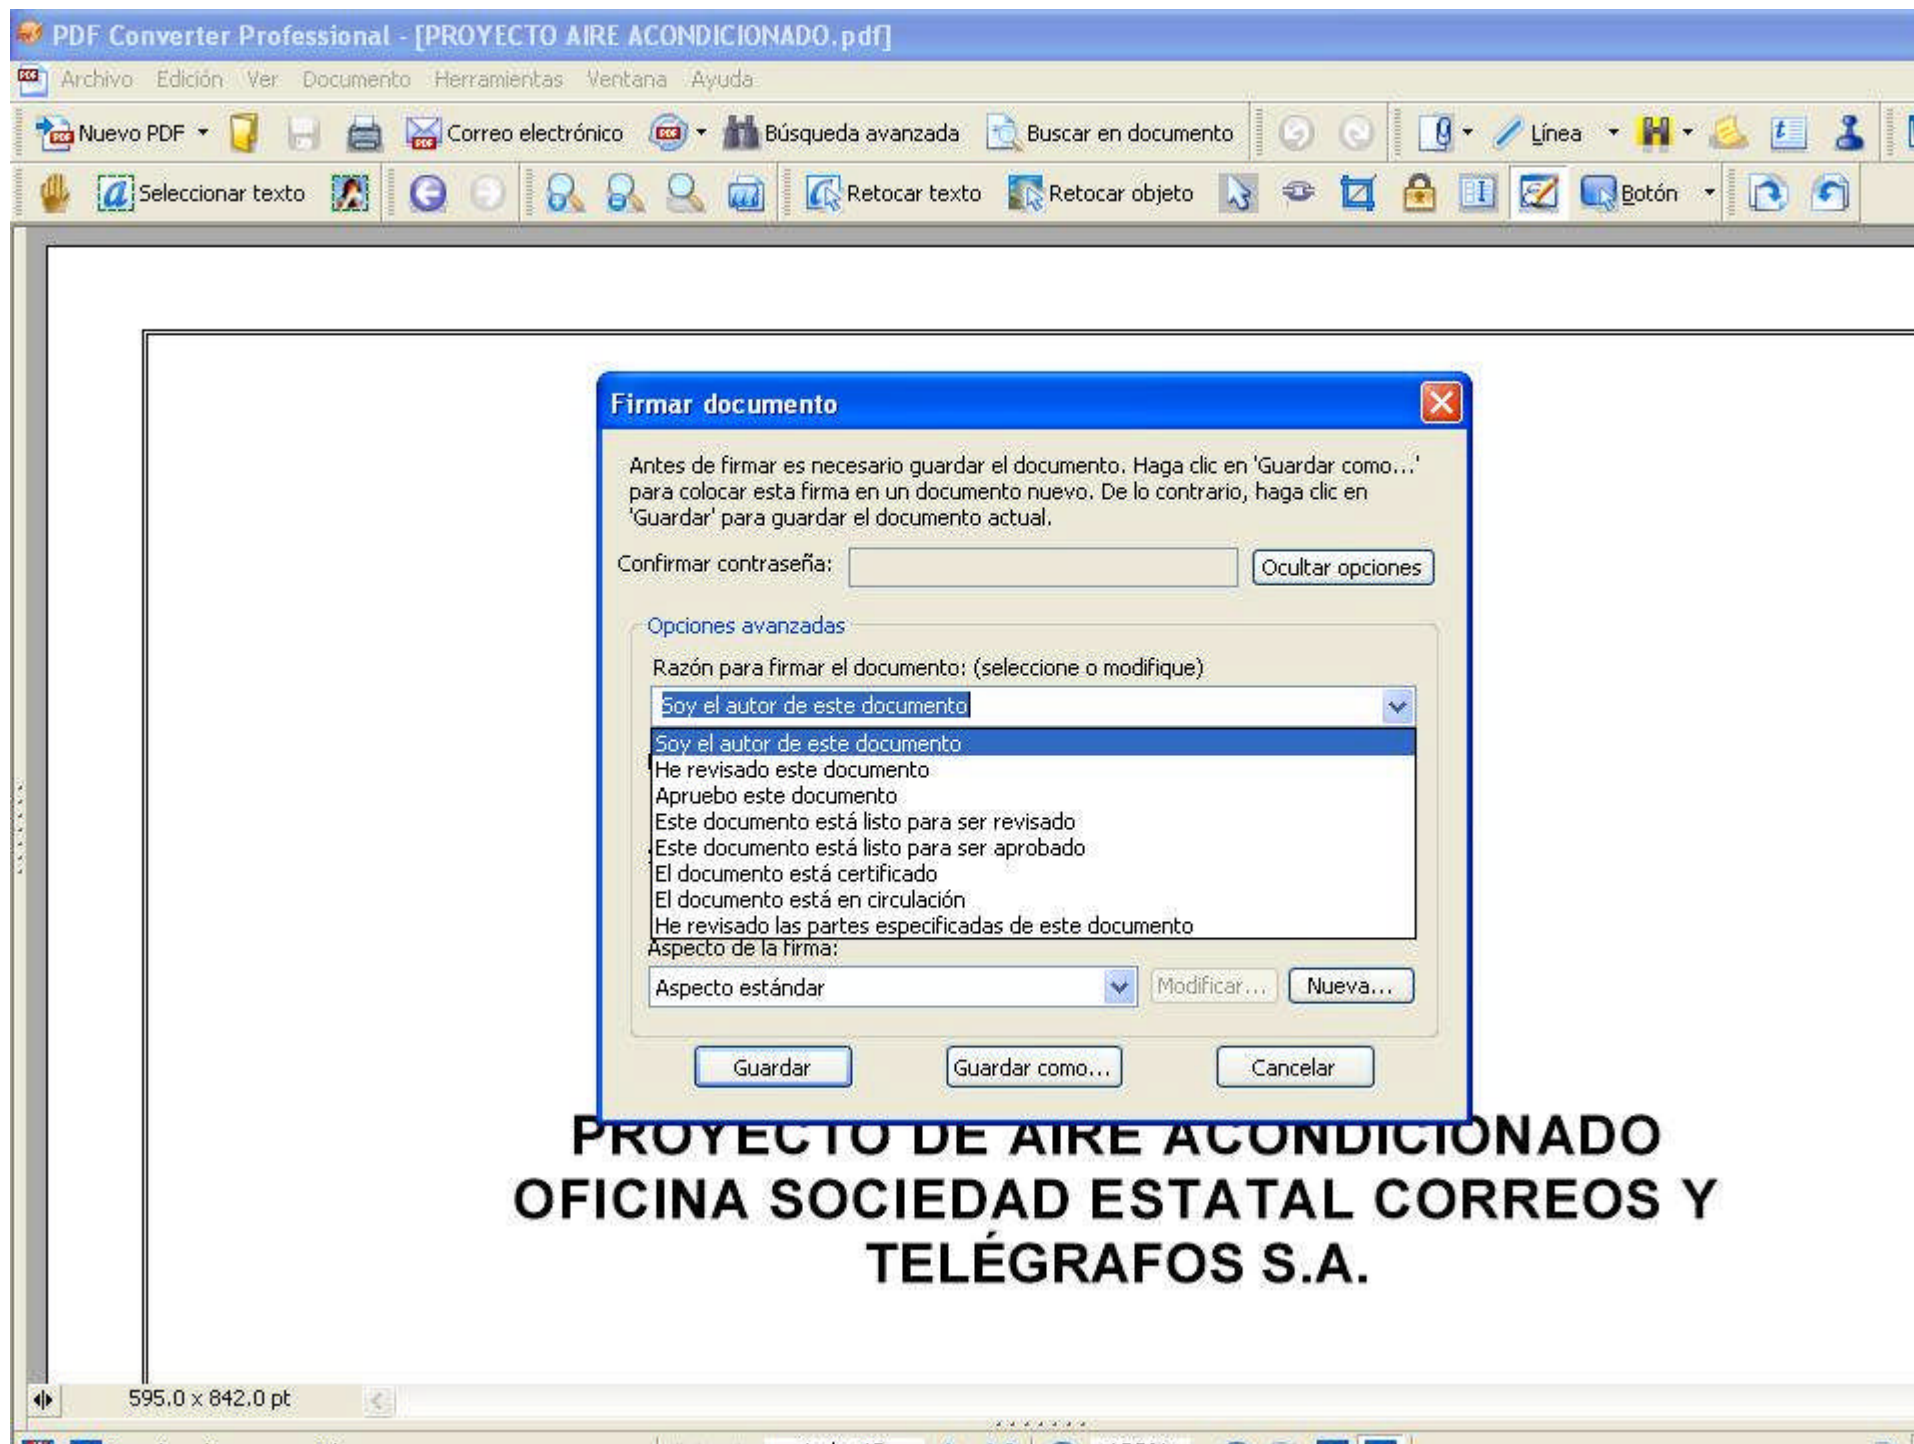 PDF Converter Professional - [PROYECTO AIRE ACONDICIONADO.pdf]
Archivo Edición Ver Documento Herramientas Ventana Ayuda
Nuevo PDF Correo electrónico Búsqueda avanzada Buscar en documento Línea
Seleccionar texto Retocar texto Retocar objeto Botón
Firmar documento
Antes de firmar es necesario guardar el documento. Haga clic en 'Guardar como...'
para colocar esta firma en un documento nuevo. De lo contrario, haga clic en
'Guardar' para guardar el documento actual.
Confirmar contraseña: Ocultar opciones
Opciones avanzadas
Razón para firmar el documento: (seleccione o modifique)
Soy el autor de este documento
Soy el autor de este documento
He revisado este documento
Apruebo este documento
Este documento está listo para ser revisado
Este documento está listo para ser aprobado
El documento está certificado
El documento está en circulación
He revisado las partes especificadas de este documento
Aspecto de la firma:
Aspecto estándar Modificar... Nueva...
Guardar Guardar como... Cancelar
PROYECTO DE AIRE ACONDICIONADO
OFICINA SOCIEDAD ESTATAL CORREOS Y
TELÉGRAFOS S.A.
595.0 x 842.0 pt